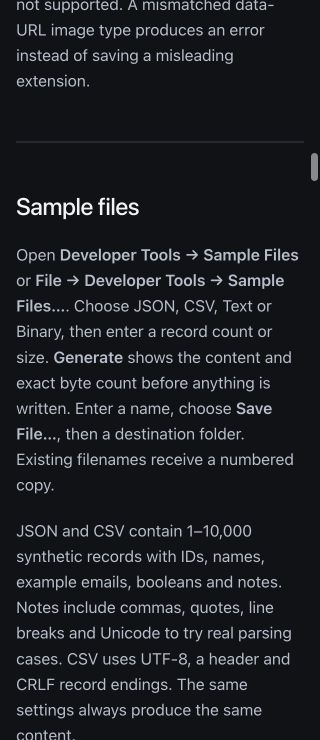 not supported. A mismatched data-
URL image type produces an error
instead of saving a misleading
extension.
Sample files
Open Developer Tools → Sample Files
or File → Developer Tools → Sample
Files.... Choose JSON, CSV, Text or
Binary, then enter a record count or
size. Generate shows the content and
exact byte count before anything is
written. Enter a name, choose Save
File..., then a destination folder.
Existing filenames receive a numbered
copy.
JSON and CSV contain 1–10,000
synthetic records with IDs, names,
example emails, booleans and notes.
Notes include commas, quotes, line
breaks and Unicode to try real parsing
cases. CSV uses UTF-8, a header and
CRLF record endings. The same
settings always produce the same
content.